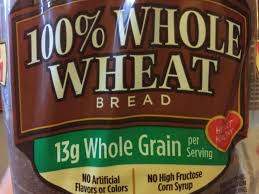 100% WHOLE
WHEAT
BREAD
13g Whole Grain per
Serving
NO Artificial
Flavors or Colors
NO High Fructose
Corn Syrup